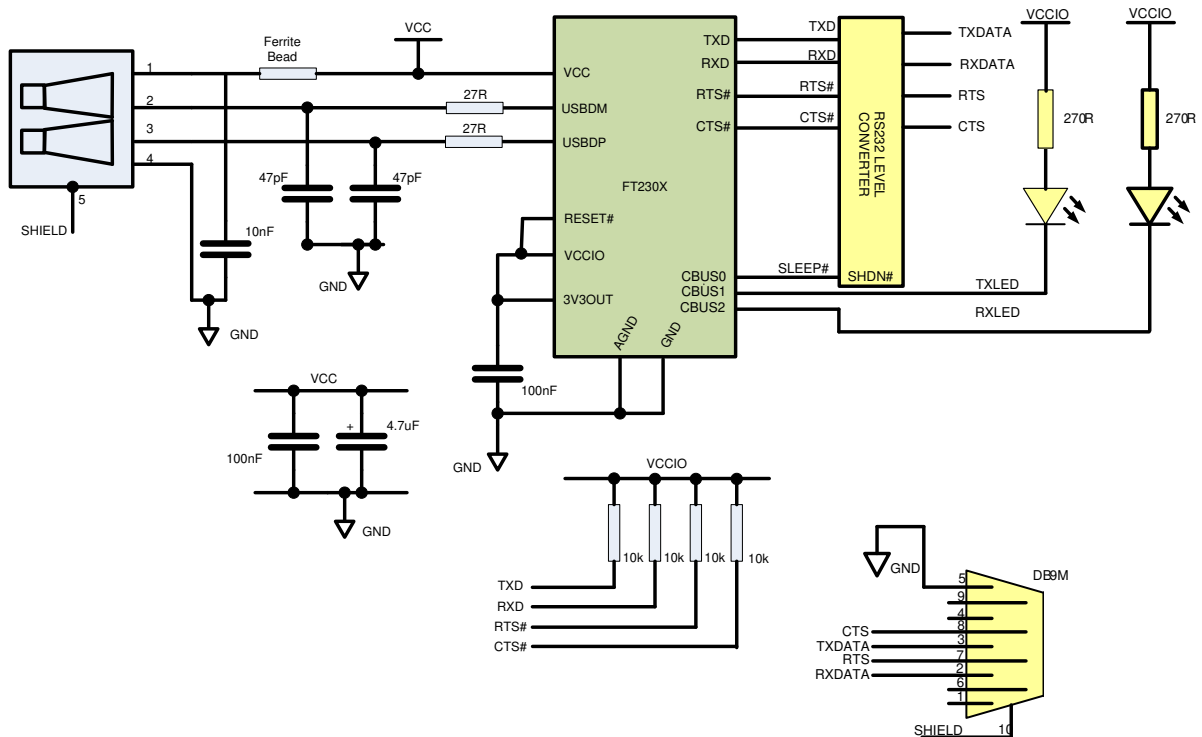 VCC
Ferrite
Bead
1
2
3
4
5
SHIELD
27R
27R
47pF
47pF
10nF
GND
GND
VCC
USBDM
USBDP
FT230X
RESET#
VCCIO
3V3OUT
AGND
GND
TXD
RXD
RTS#
CTS#
CBUS0
CBUS1
CBUS2
TXD
RXD
RTS#
CTS#
SLEEP#
RS232 LEVEL
CONVERTER
SHDN#
TXDATA
RXDATA
RTS
CTS
VCCIO
VCCIO
270R
270R
TXLED
RXLED
100nF
GND
VCC
100nF
+
4.7uF
GND
VCCIO
10k
10k
10k
10k
TXD
RXD
RTS#
CTS#
GND
DB9M
5
9
4
8
3
7
2
6
1
CTS
TXDATA
RTS
RXDATA
SHIELD
10